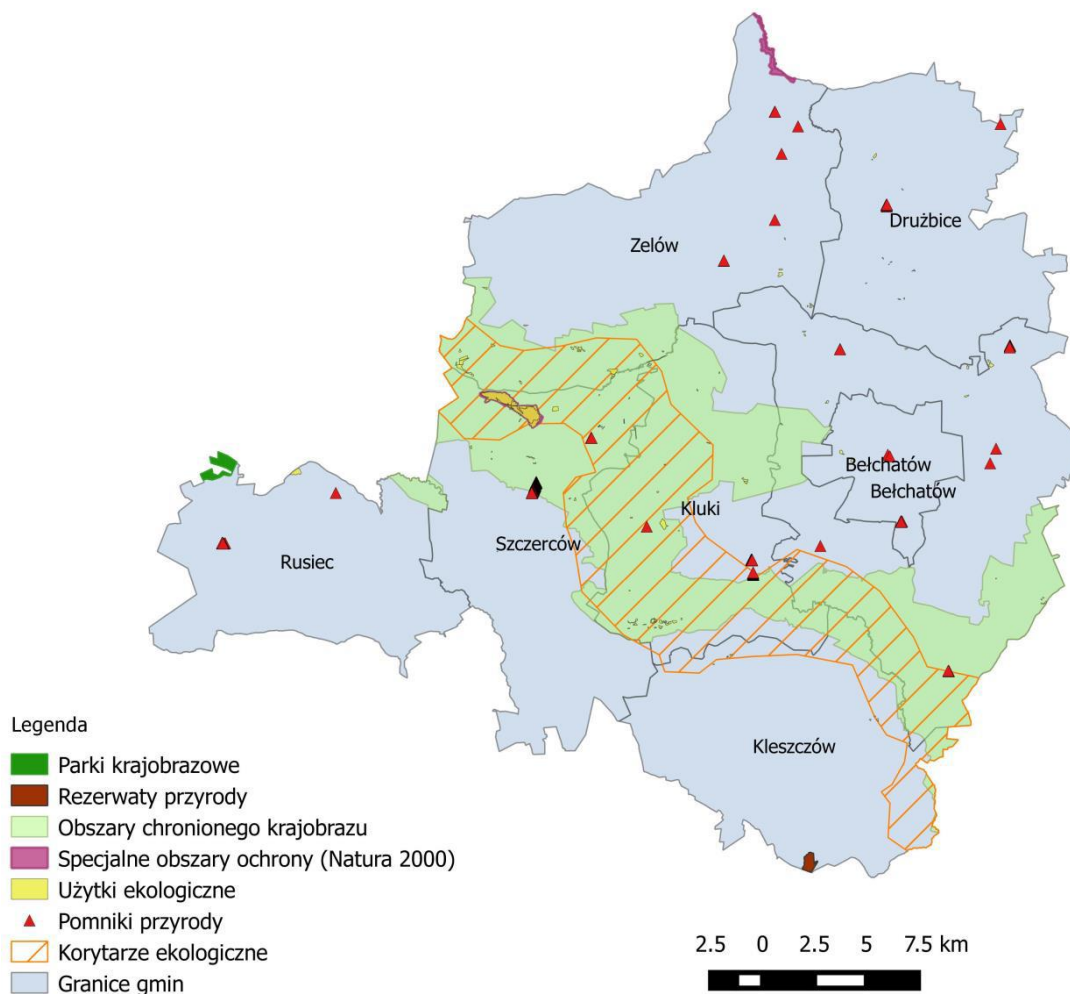 Zelów
Drużbice
Bełchatów
Bełchatów
Kluki
Szczerców
Rusiec
Kleszczów
Legenda
Parki krajobrazowe
Rezerwaty przyrody
Obszary chronionego krajobrazu
Specjalne obszary ochrony (Natura 2000)
Użytki ekologiczne
Pomniki przyrody
Korytarze ekologiczne
Granice gmin
2.5 0 2.5 5 7.5 km